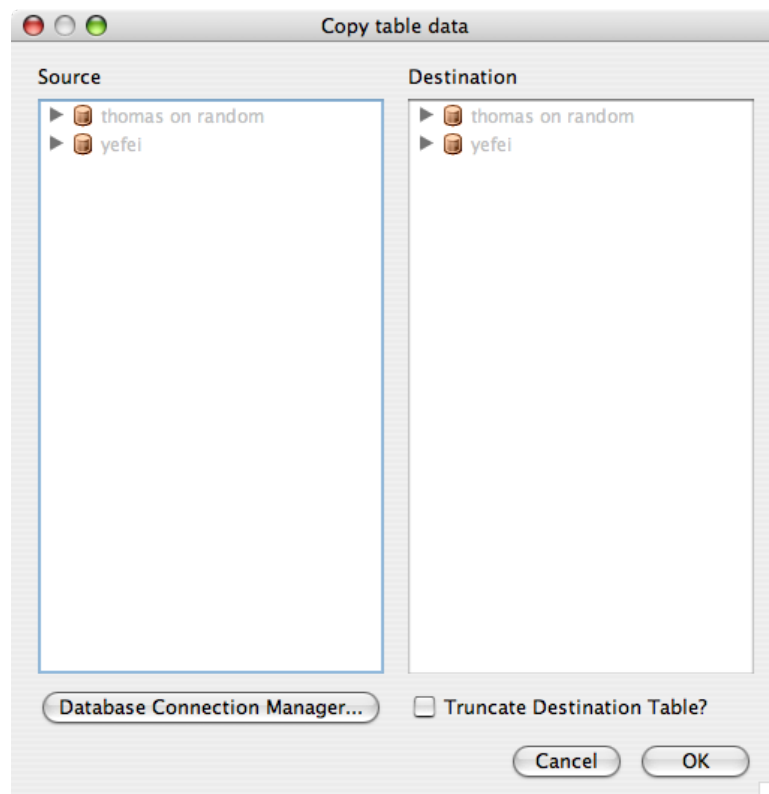 Copy table data
Source
Destination
thomas on random
yefei
thomas on random
yefei
Database Connection Manager...
Truncate Destination Table?
Cancel
OK